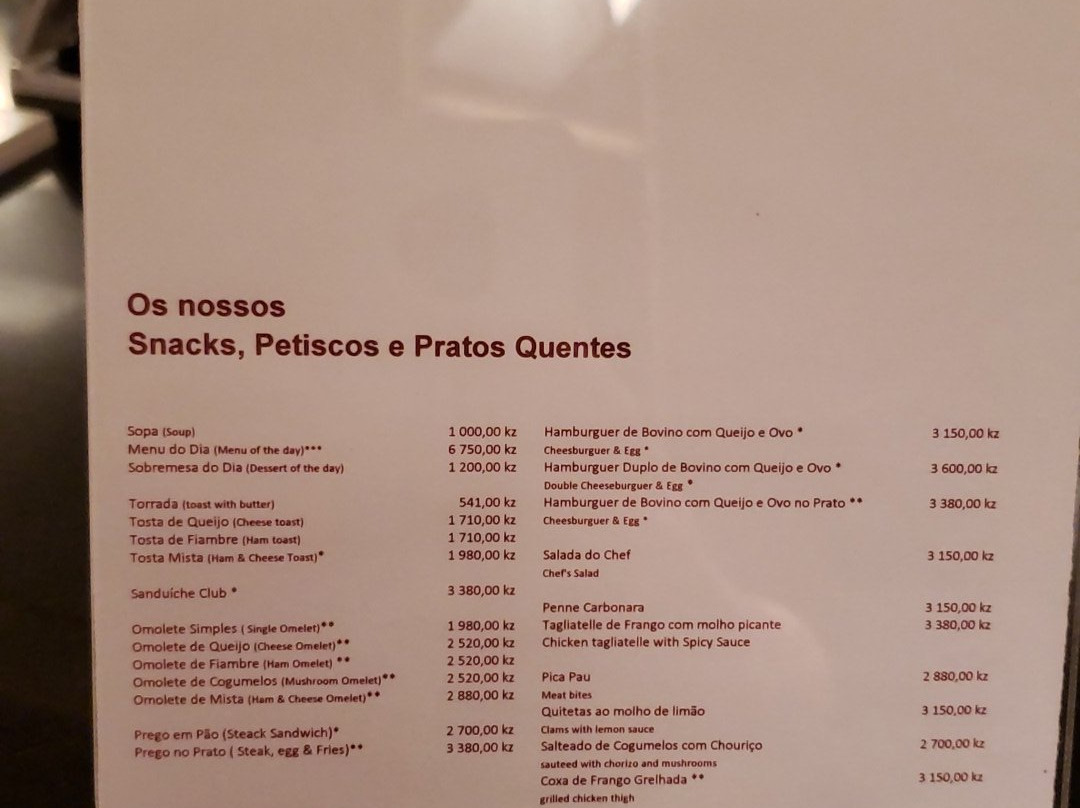 Os nossos
Snacks, Petiscos e Pratos Quentes
Sopa (Soup) 1 000,00 kz
Menu do Dia (Menu of the day)*** 6 750,00 kz
Sobremesa do Dia (Dessert of the day) 1 200,00 kz
Torrada (toast with butter) 541,00 kz
Tosta de Queijo (Cheese toast) 1 710,00 kz
Tosta de Fiambre (Ham toast) 1 710,00 kz
Tosta Mista (Ham & Cheese Toast)* 1 980,00 kz
Sanduíche Club * 3 380,00 kz
Omolete Simples ( Single Omelet)** 1 980,00 kz
Omolete de Queijo (Cheese Omelet)** 2 520,00 kz
Omolete de Fiambre (Ham Omelet) ** 2 520,00 kz
Omolete de Cogumelos (Mushroom Omelet)** 2 520,00 kz
Omolete de Mista (Ham & Cheese Omelet)** 2 880,00 kz
Prego em Pão (Steack Sandwich)* 2 700,00 kz
Prego no Prato ( Steak, egg & Fries)** 3 380,00 kz
Hamburguer de Bovino com Queijo e Ovo * 3 150,00 kz
Cheesburguer & Egg *
Hamburguer Duplo de Bovino com Queijo e Ovo * 3 600,00 kz
Double Cheeseburguer & Egg *
Hamburguer de Bovino com Queijo e Ovo no Prato ** 3 380,00 kz
Cheesburguer & Egg *
Salada do Chef 3 150,00 kz
Chef's Salad
Penne Carbonara 3 150,00 kz
Tagliatelle de Frango com molho picante 3 380,00 kz
Chicken tagliatelle with Spicy Sauce
Pica Pau 2 880,00 kz
Meat bites
Quitetas ao molho de limão 3 150,00 kz
Clams with lemon sauce
Salteado de Cogumelos com Chouriço 2 700,00 kz
sauteed with chorizo and mushrooms
Coxa de Frango Grelhada ** 3 150,00 kz
grilled chicken thigh